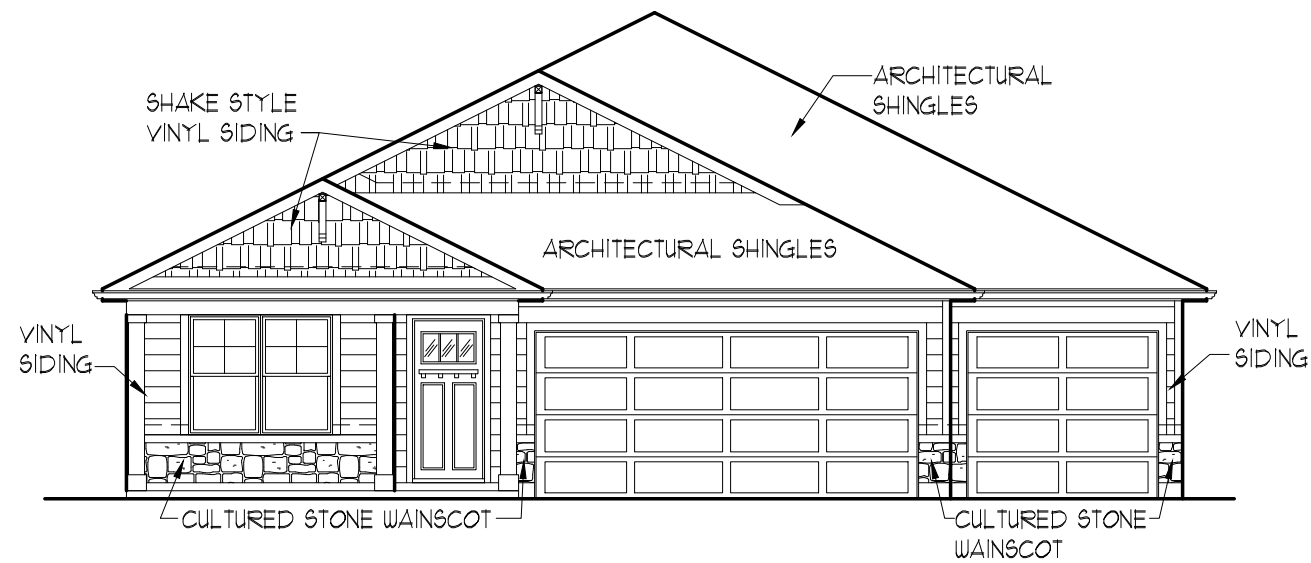 ARCHITECTURAL
SHINGLES
SHAKE STYLE
VINYL SIDING
ARCHITECTURAL SHINGLES
VINYL
SIDING
VINYL
SIDING
CULTURED STONE WAINSCOT
CULTURED STONE
WAINSCOT